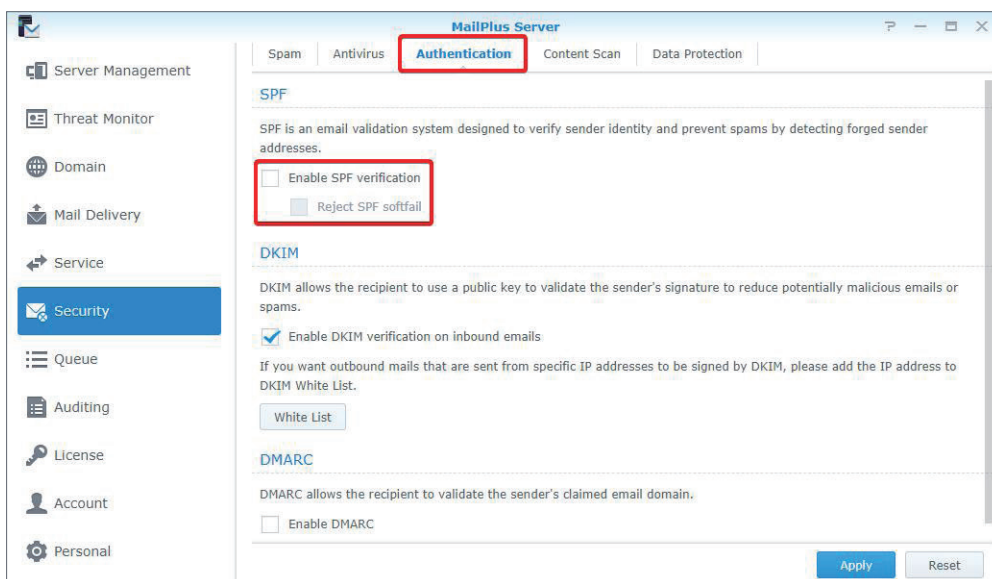 MailPlus Server
Spam Antivirus Authentication Content Scan Data Protection
Server Management
Threat Monitor
Domain
Mail Delivery
Service
Security
Queue
Auditing
License
Account
Personal
SPF
SPF is an email validation system designed to verify sender identity and prevent spams by detecting forged sender
addresses.
Enable SPF verification
Reject SPF softfail
DKIM
DKIM allows the recipient to use a public key to validate the sender's signature to reduce potentially malicious emails or
spams.
Enable DKIM verification on inbound emails
If you want outbound mails that are sent from specific IP addresses to be signed by DKIM, please add the IP address to
DKIM White List.
White List
DMARC
DMARC allows the recipient to validate the sender's claimed email domain.
Enable DMARC
Apply Reset